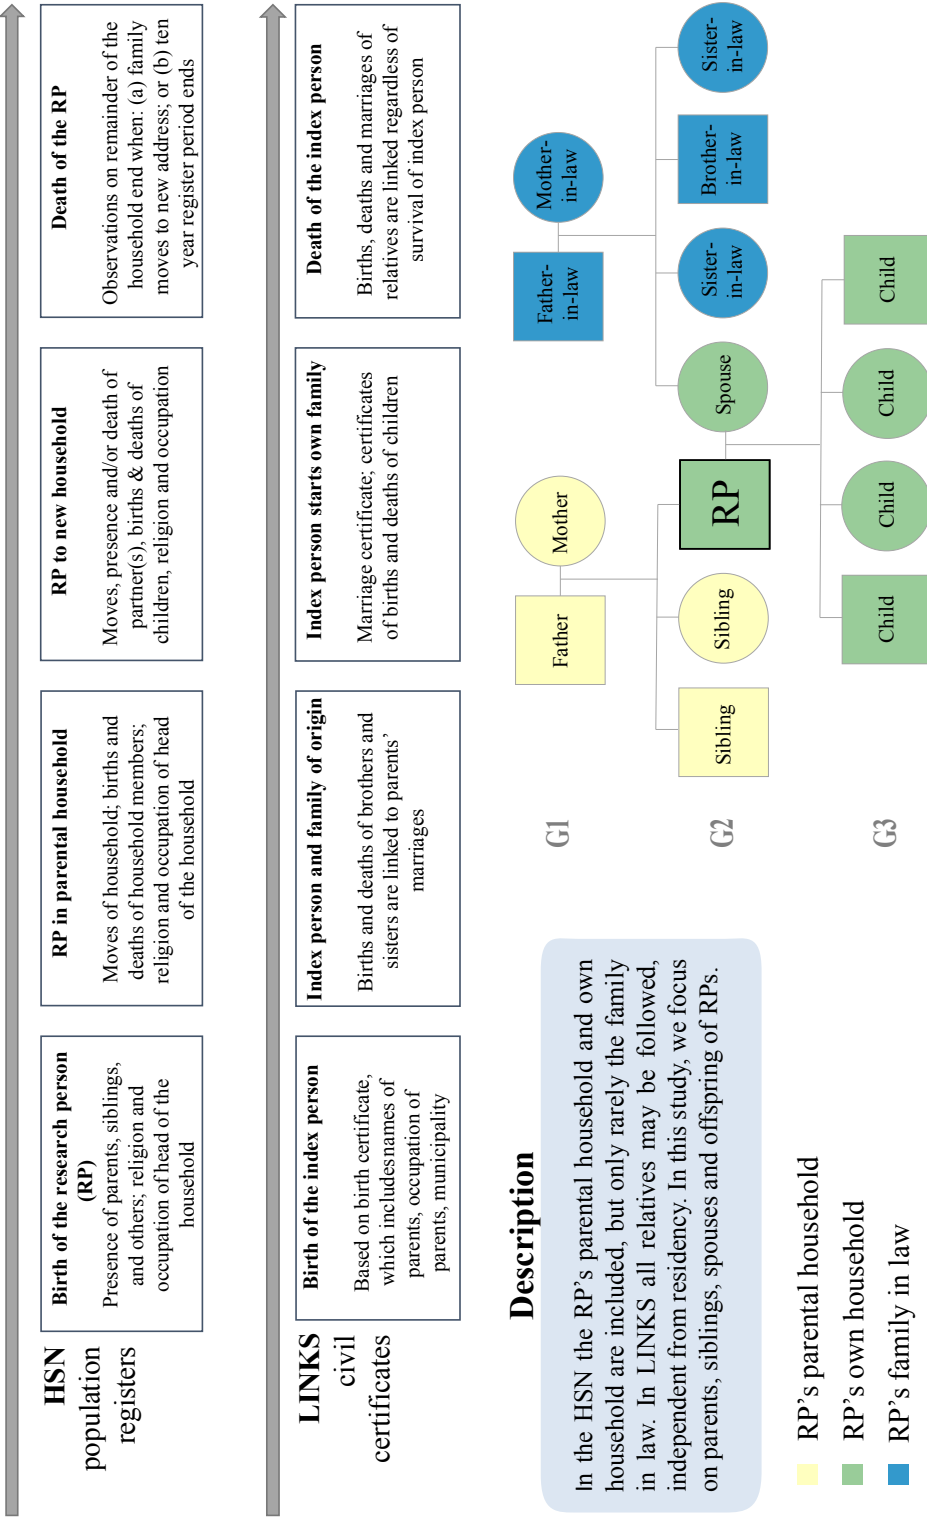 HSN
population
registers
Birth of the research person
(RP)
Presence of parents, siblings,
and others; religion and
occupation of head of the
household
RP in parental household
Moves of household; births and
deaths of household members;
religion and occupation of head
of the household
RP to new household
Moves, presence and/or death of
partner(s), births & deaths of
children, religion and occupation
Death of the RP
Observations on remainder of the
household end when: (a) family
moves to new address; or (b) ten
year register period ends
LINKS
civil
certificates
Birth of the index person
Based on birth certificate,
which includesnames of
parents, occupation of
parents, municipality
Index person and family of origin
Births and deaths of brothers and
sisters are linked to parents’
marriages
Index person starts own family
Marriage certificate; certificates
of births and deaths of children
Death of the index person
Births, deaths and marriages of
relatives are linked regardless of
survival of index person
Description
In the HSN the RP’s parental household and own
household are included, but only rarely the family
in law. In LINKS all relatives may be followed,
independent from residency. In this study, we focus
on parents, siblings, spouses and offspring of RPs.
RP’s parental household
RP’s own household
RP’s family in law
G1
Father
Mother
Father-
in-law
Mother-
in-law
G2
Sibling
Sibling
RP
Spouse
Sister-
in-law
Brother-
in-law
Sister-
in-law
G3
Child
Child
Child
Child